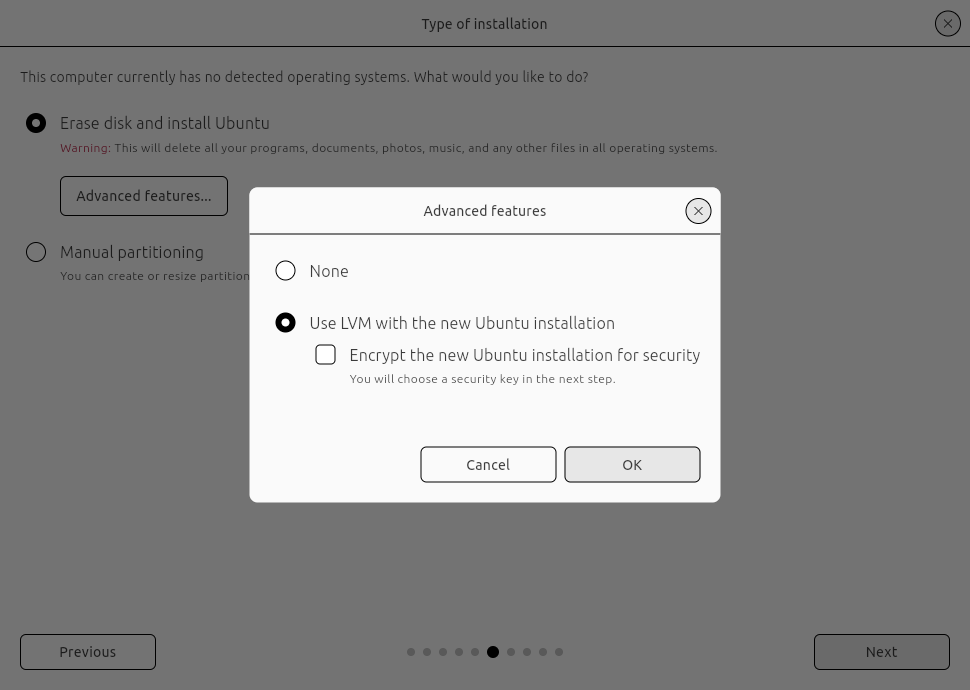 Type of installation
This computer currently has no detected operating systems. What would you like to do?
Erase disk and install Ubuntu
Warning: This will delete all your programs, documents, photos, music, and any other files in all operating systems.
Advanced features...
Manual partitioning
You can create or resize partition
Advanced features
None
Use LVM with the new Ubuntu installation
Encrypt the new Ubuntu installation for security
You will choose a security key in the next step.
Cancel
OK
Previous
Next